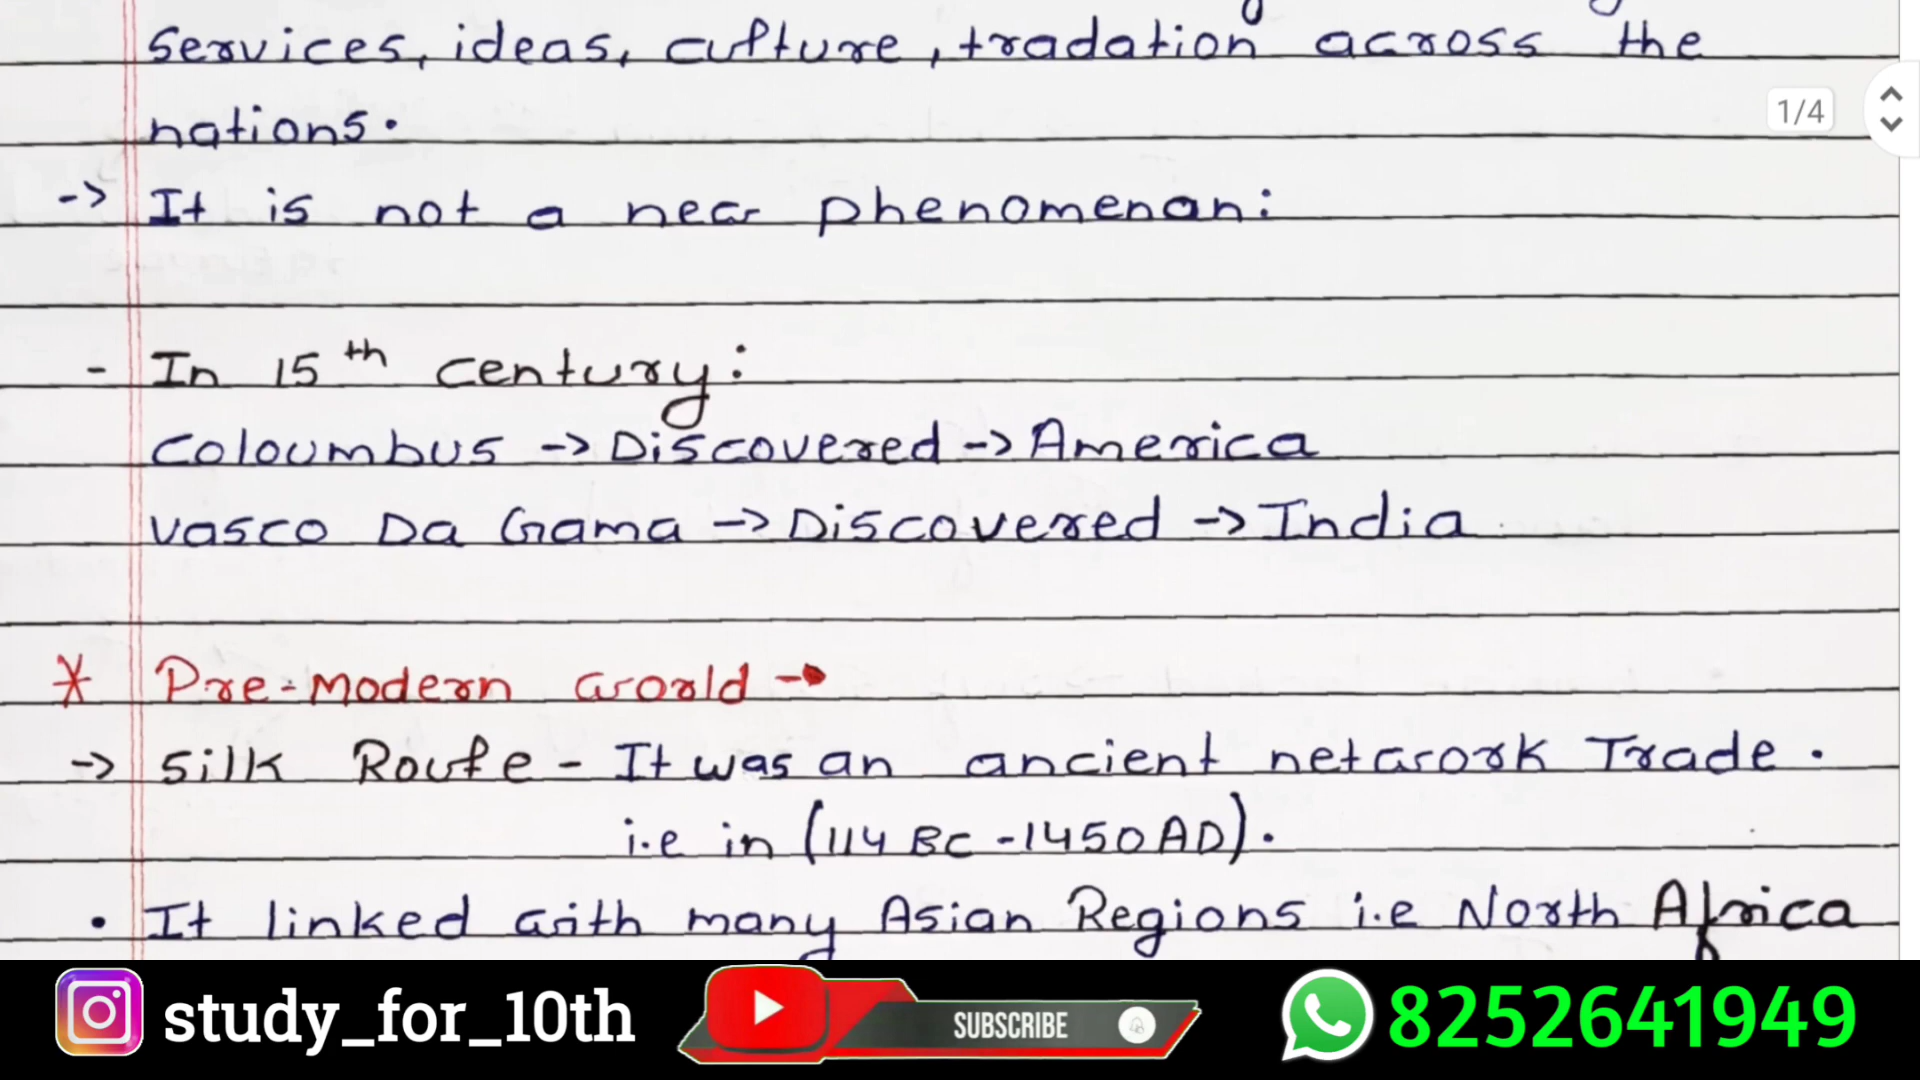 services, ideas, culture, tradation across the
nations.
1/4
-> It is not a new phenomenan:
- In 15th century:
Coloumbus -> Discovered -> America
Vasco Da Gama -> Discovered -> India
* Pre-Modern world -
-> Silk Route - It was an ancient network Trade.
i.e in (114 BC - 1450 AD).
• It linked with many Asian Regions i.e North Africa
study_for_10th
SUBSCRIBE
8252641949